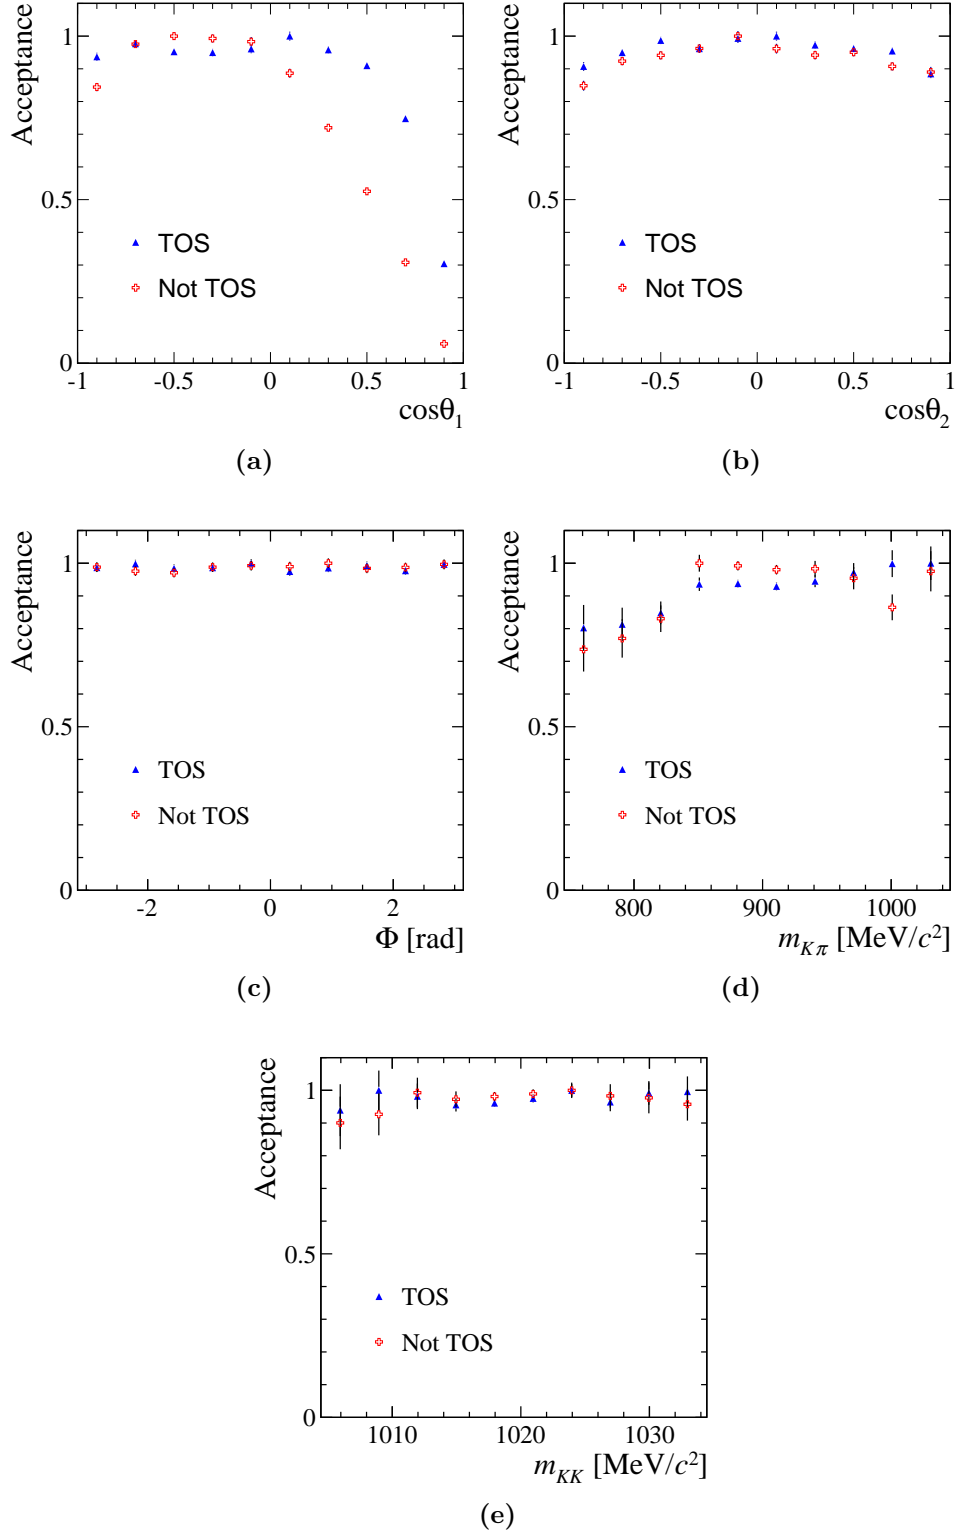 Acceptance
1
0.5
0
TOS
Not TOS
-1 -0.5 0 0.5 1
cosθ1
(a)
Acceptance
1
0.5
0
TOS
Not TOS
-1 -0.5 0 0.5 1
cosθ2
(b)
Acceptance
1
0.5
0
TOS
Not TOS
-2 0 2
Φ [rad]
(c)
Acceptance
1
0.5
0
TOS
Not TOS
800 900 1000
mKπ [MeV/c²]
(d)
Acceptance
1
0.5
0
TOS
Not TOS
1010 1020 1030
mKK [MeV/c²]
(e)